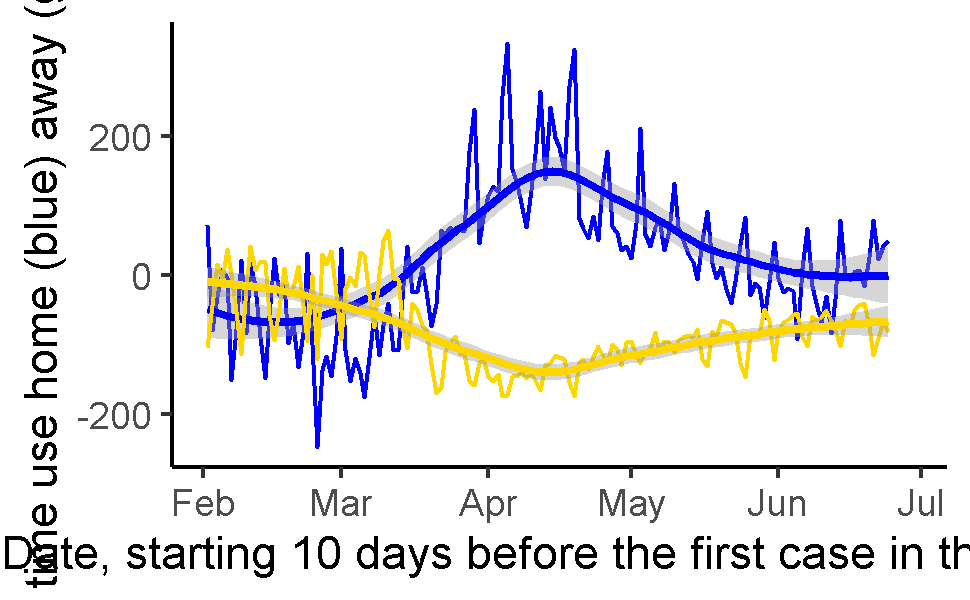 time use home (blue) away (
200
0
-200
Feb Mar Apr May Jun Jul
Date, starting 10 days before the first case in